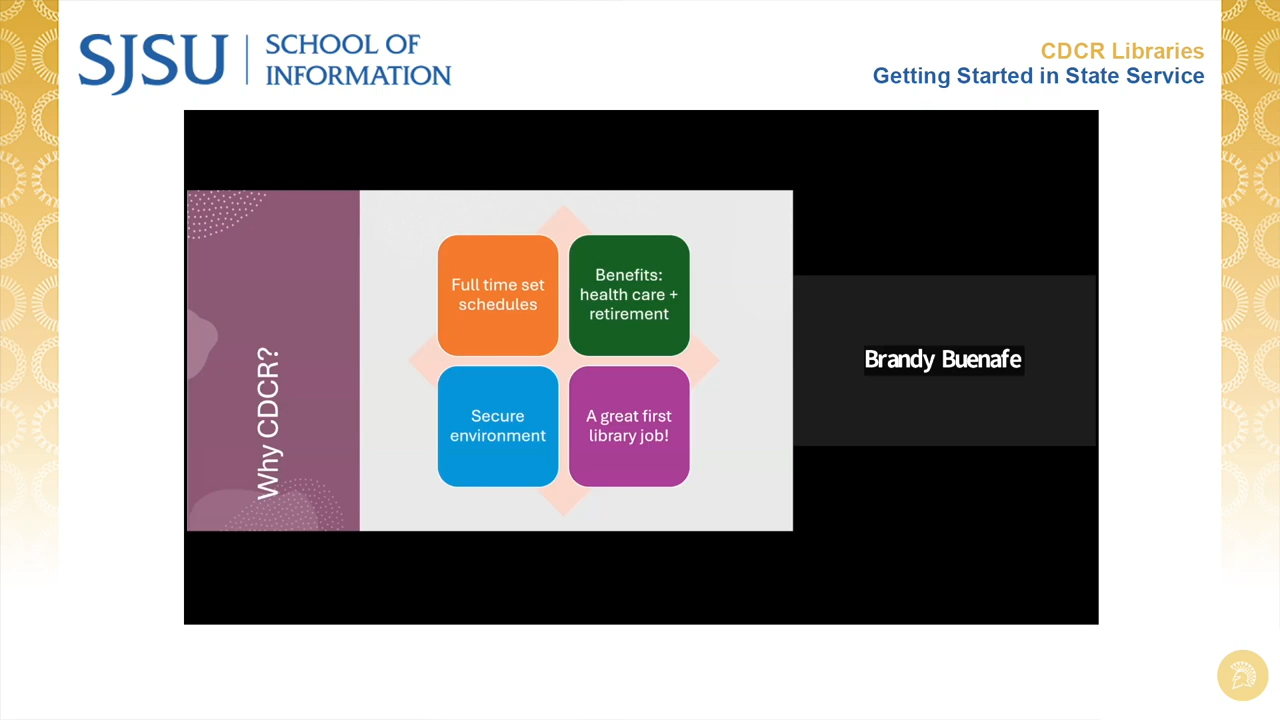 SJSU
SCHOOL OF
INFORMATION
CDCR Libraries
Getting Started in State Service
Why CDCR?
Full time set
schedules
Benefits:
health care +
retirement
Secure
environment
A great first
library job!
Brandy Buenafe